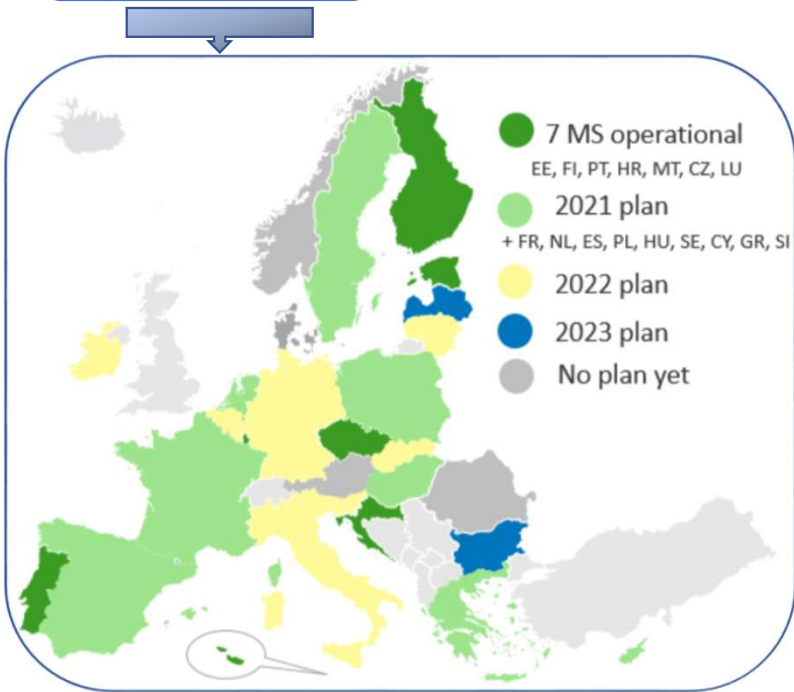 7 MS operational
EE, FI, PT, HR, MT, CZ, LU
2021 plan
+ FR, NL, ES, PL, HU, SE, CY, GR, SI
2022 plan
2023 plan
No plan yet